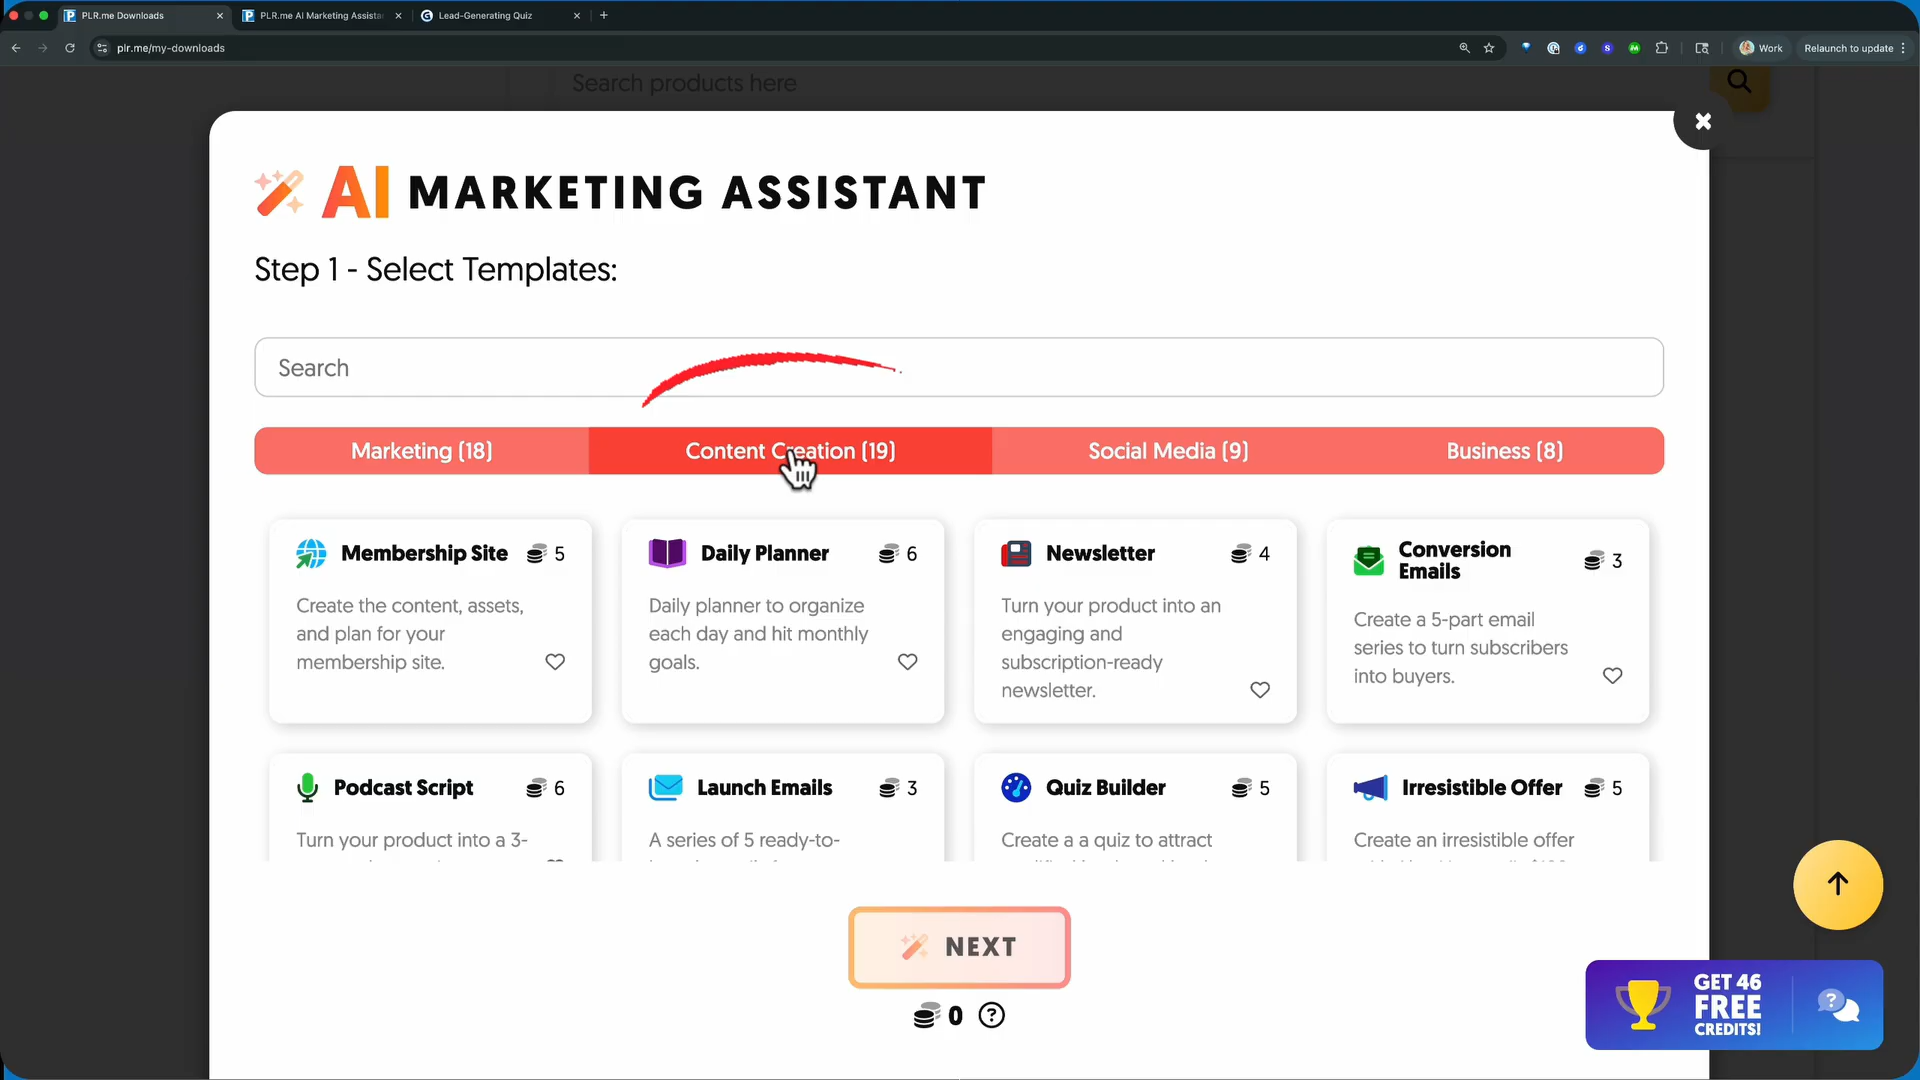 PLR.me Downloads
PLR.me AI Marketing Assista
Lead-Generating Quiz
plr.me/my-downloads
Work
Relaunch to update
Search products here
AI MARKETING ASSISTANT
Step 1 - Select Templates:
Search
Marketing (18)
Content Creation (19)
Social Media (9)
Business (8)
Membership Site
5
Create the content, assets,
and plan for your
membership site.
Daily Planner
6
Daily planner to organize
each day and hit monthly
goals.
Newsletter
4
Turn your product into an
engaging and
subscription-ready
newsletter.
Conversion
Emails
3
Create a 5-part email
series to turn subscribers
into buyers.
Podcast Script
6
Turn your product into a 3-
Launch Emails
3
A series of 5 ready-to-
Quiz Builder
5
Create a a quiz to attract
Irresistible Offer
5
Create an irresistible offer
NEXT
0
?
GET 46
FREE
CREDITS!
?